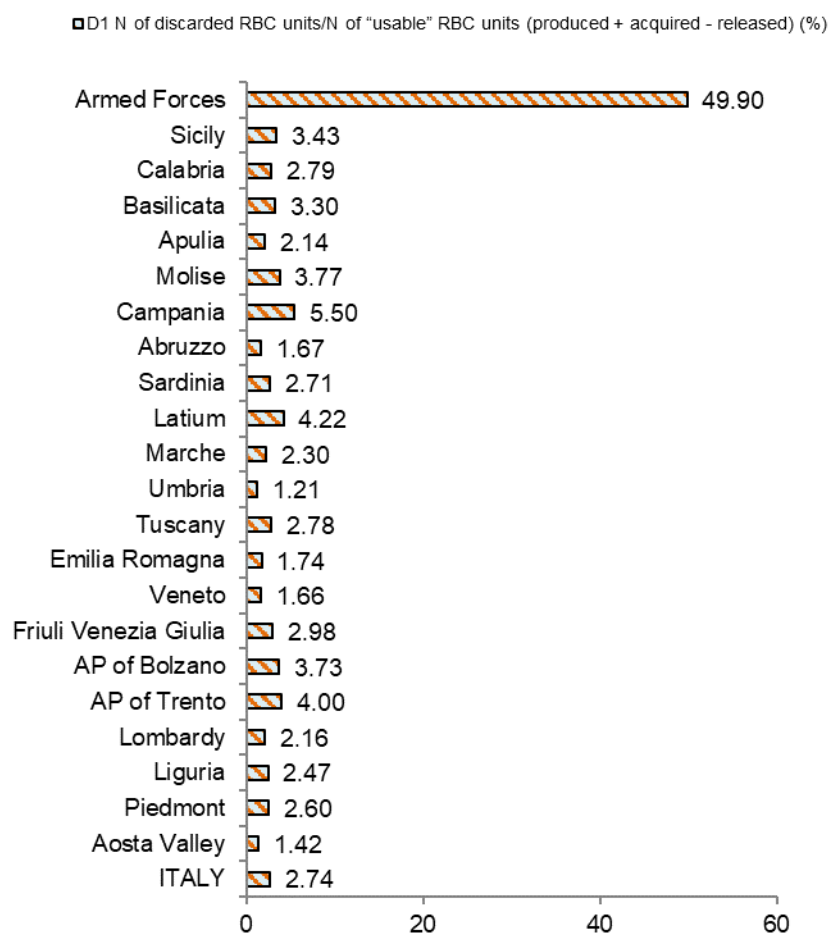 D1 N of discarded RBC units/N of “usable” RBC units (produced + acquired - released) (%)
Armed Forces 49.90
Sicily 3.43
Calabria 2.79
Basilicata 3.30
Apulia 2.14
Molise 3.77
Campania 5.50
Abruzzo 1.67
Sardinia 2.71
Latium 4.22
Marche 2.30
Umbria 1.21
Tuscany 2.78
Emilia Romagna 1.74
Veneto 1.66
Friuli Venezia Giulia 2.98
AP of Bolzano 3.73
AP of Trento 4.00
Lombardy 2.16
Liguria 2.47
Piedmont 2.60
Aosta Valley 1.42
ITALY 2.74
0 20 40 60